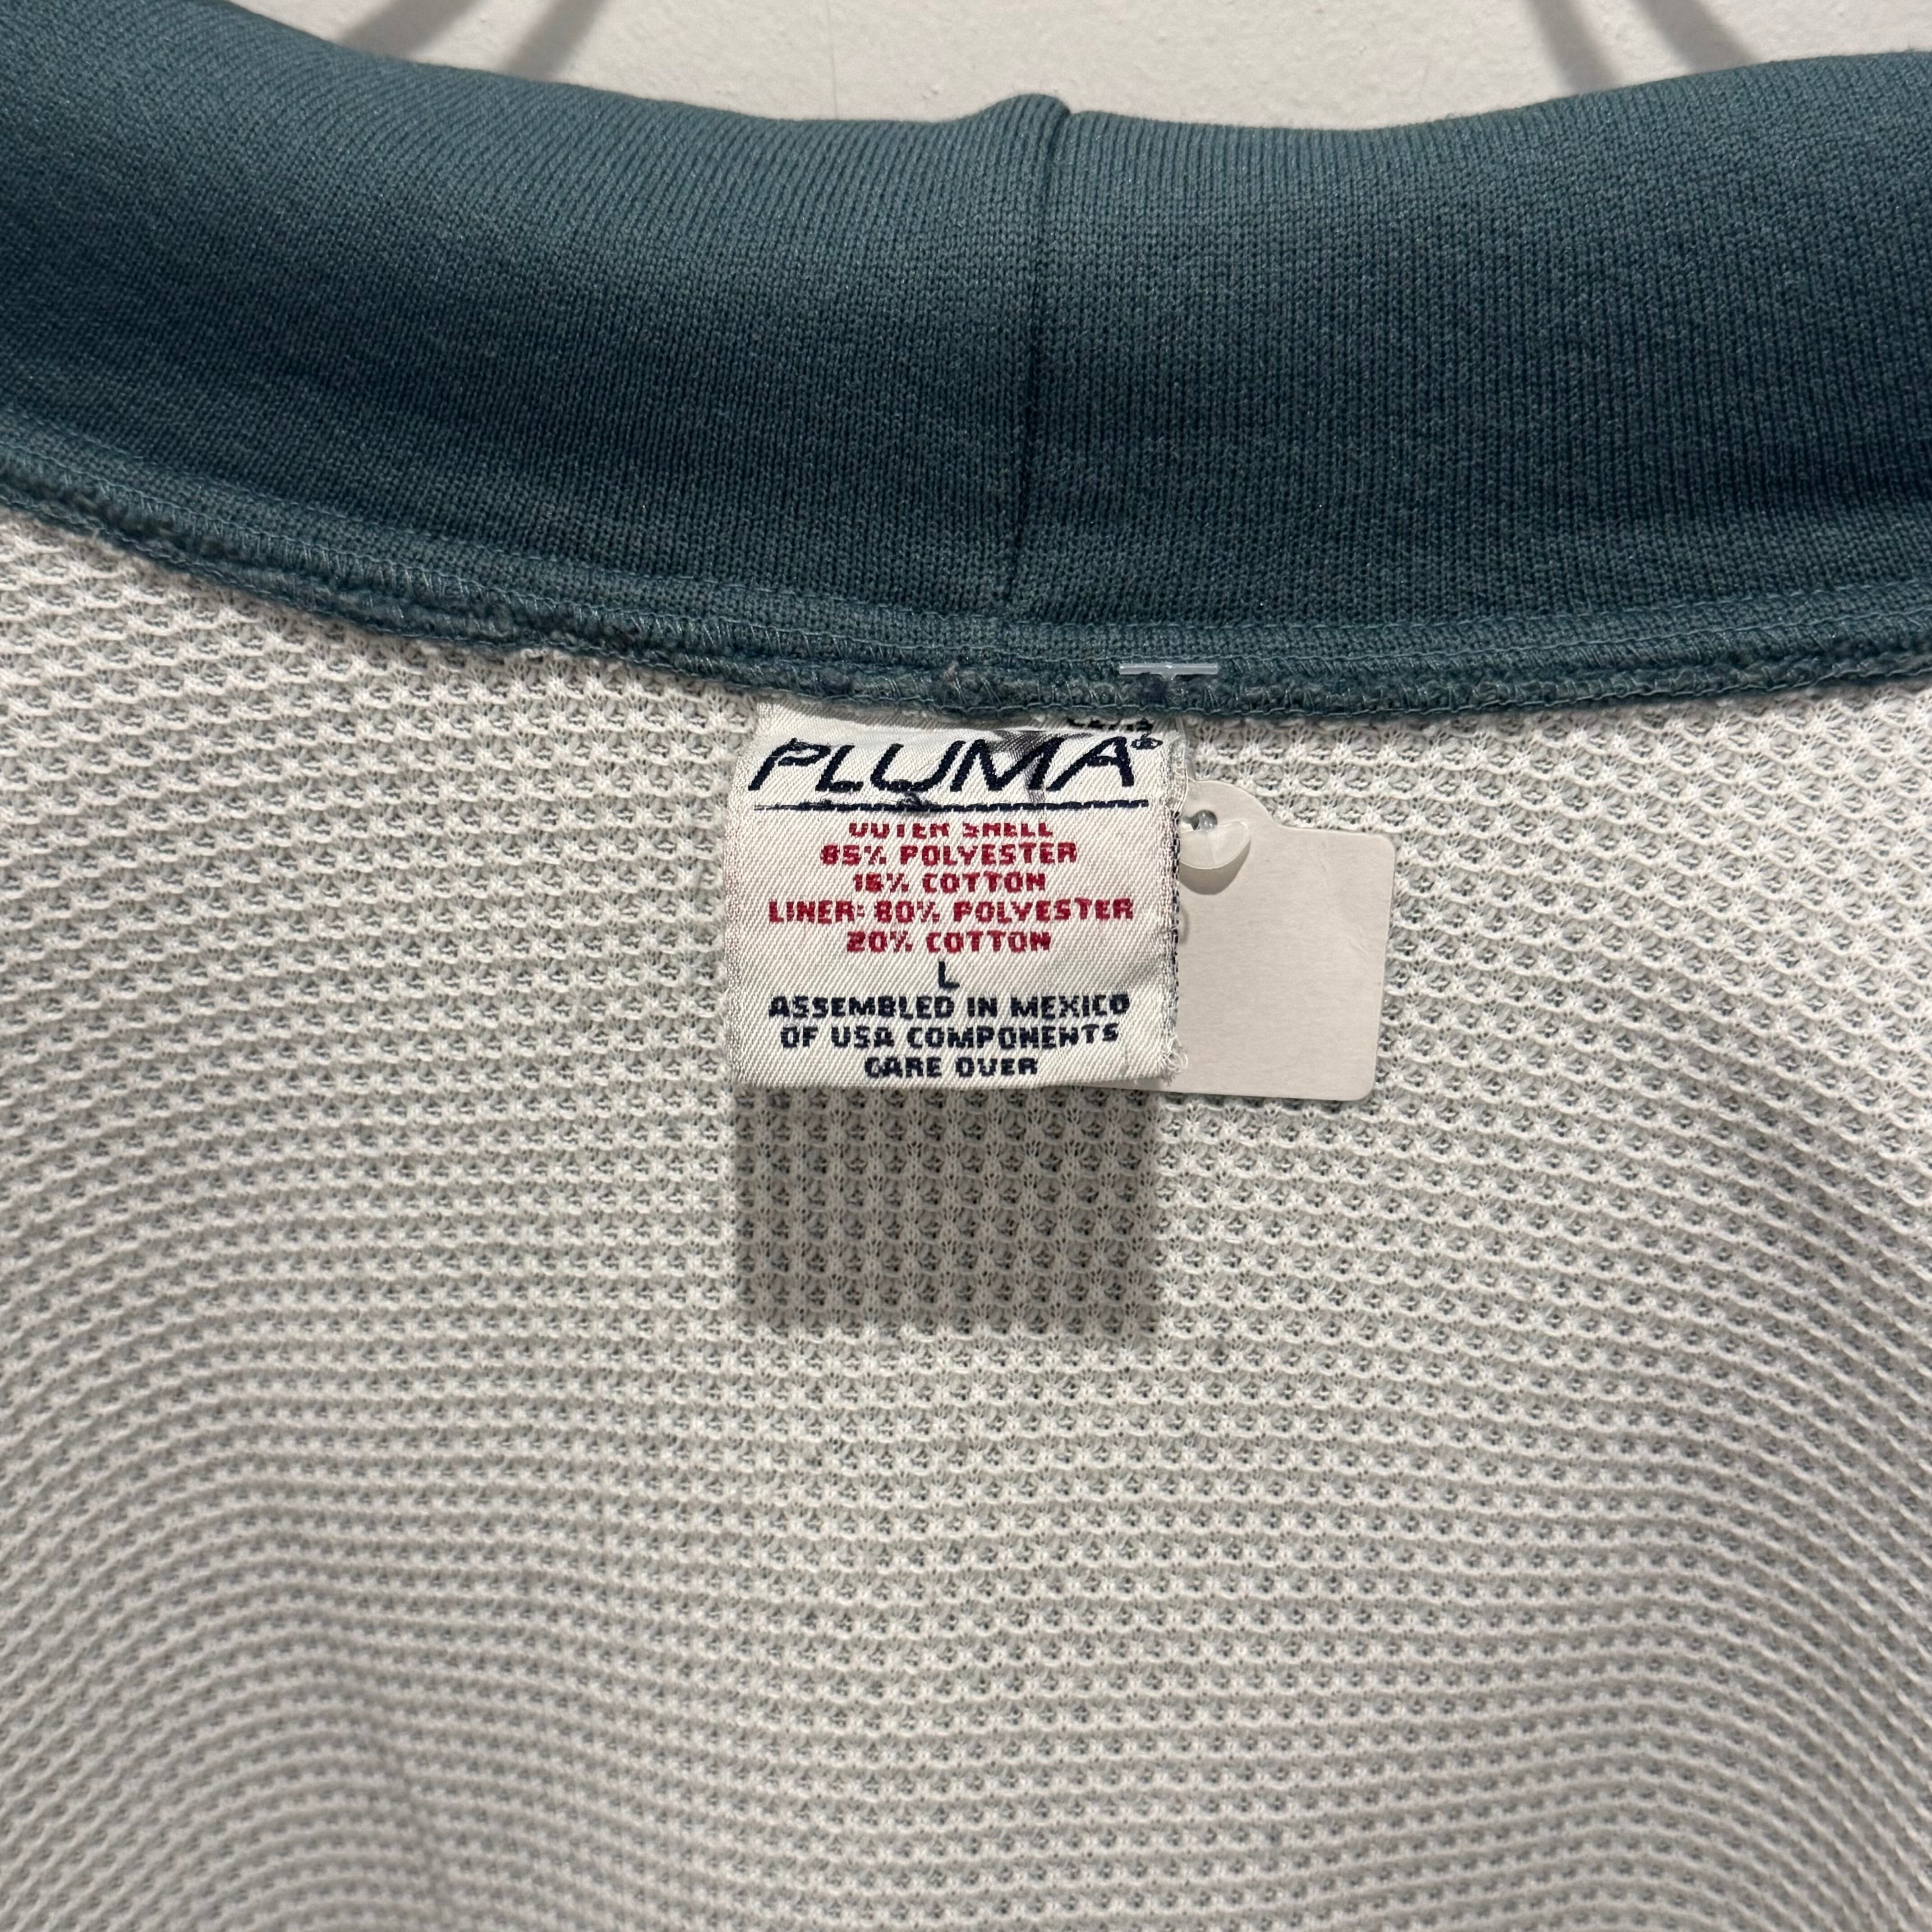 PLUMA®
OUTER SHELL
85% POLYESTER
15% COTTON
LINER: 80% POLYESTER
20% COTTON
L
ASSEMBLED IN MEXICO
OF USA COMPONENTS
CARE OVER